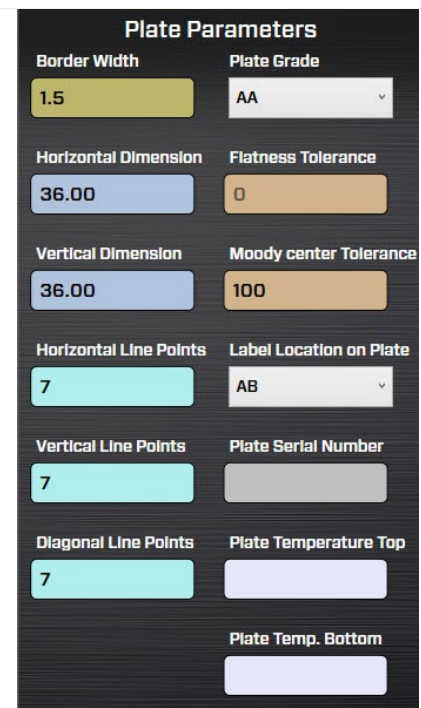 Plate Parameters
Border Width Plate Grade
1.5 AA
Horizontal Dimension Flatness Tolerance
36.00 0
Vertical Dimension Moody center Tolerance
36.00 100
Horizontal Line Points Label Location on Plate
7 AB
Vertical Line Points Plate Serial Number
7
Diagonal Line Points Plate Temperature Top
7
Plate Temp. Bottom